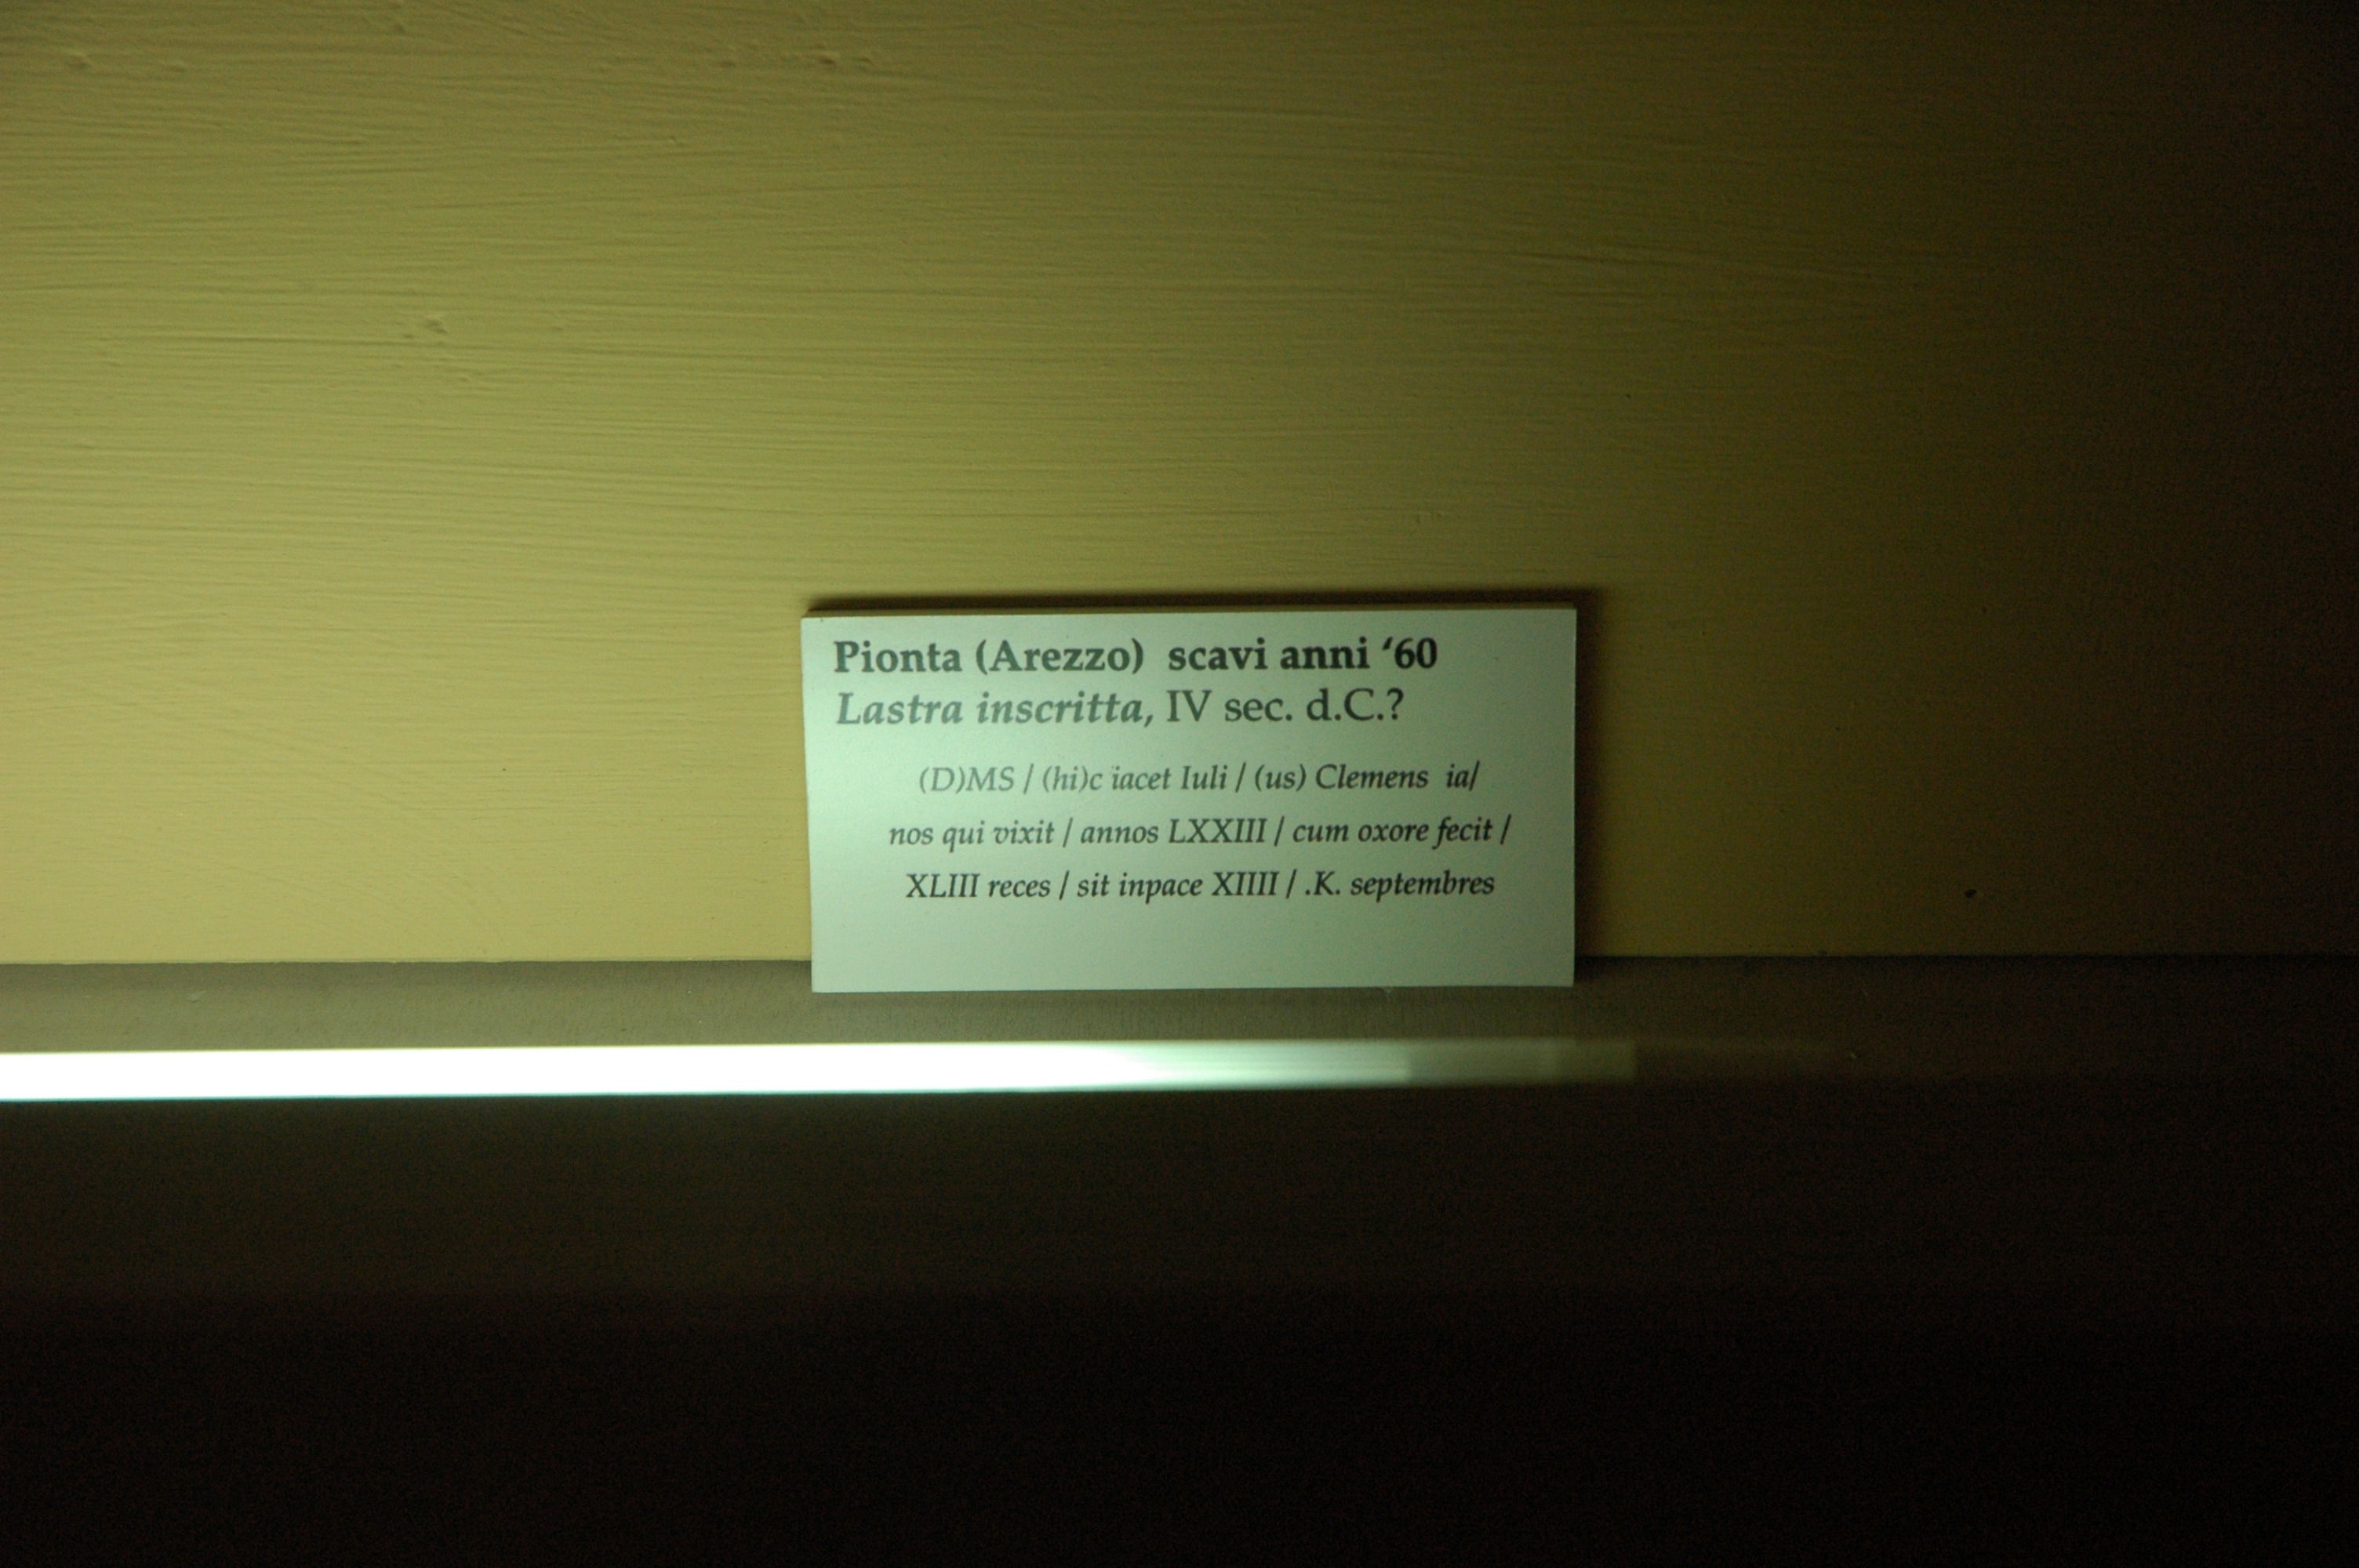 Pionta (Arezzo) scavi anni ‘60
Lastra inscritta, IV sec. d.C.?
(D)MS / (hi)c iacet Iuli / (us) Clemens ia/
nos qui vixit / annos LXXIII / cum oxore fecit /
XLIII reces / sit inpace XIIII / .K. septembres